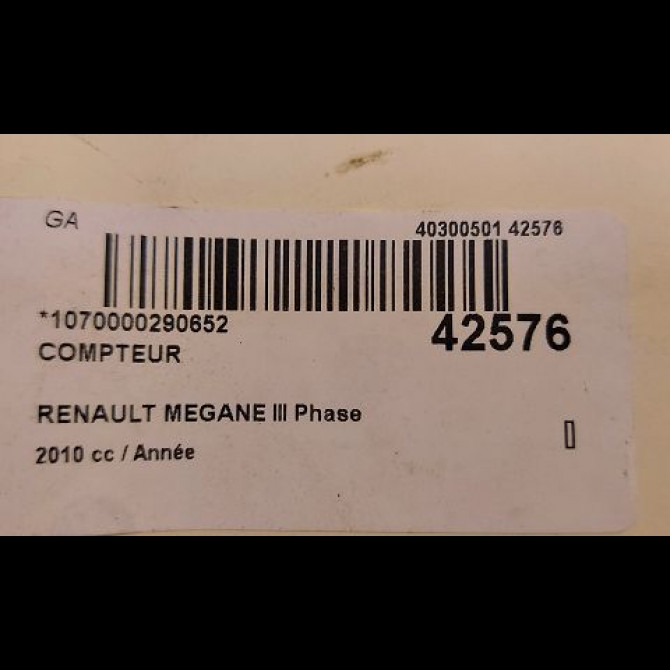 GA
40300501 42576
*1070000290652
42576
COMPTEUR
RENAULT MEGANE III Phase
2010 cc / Année